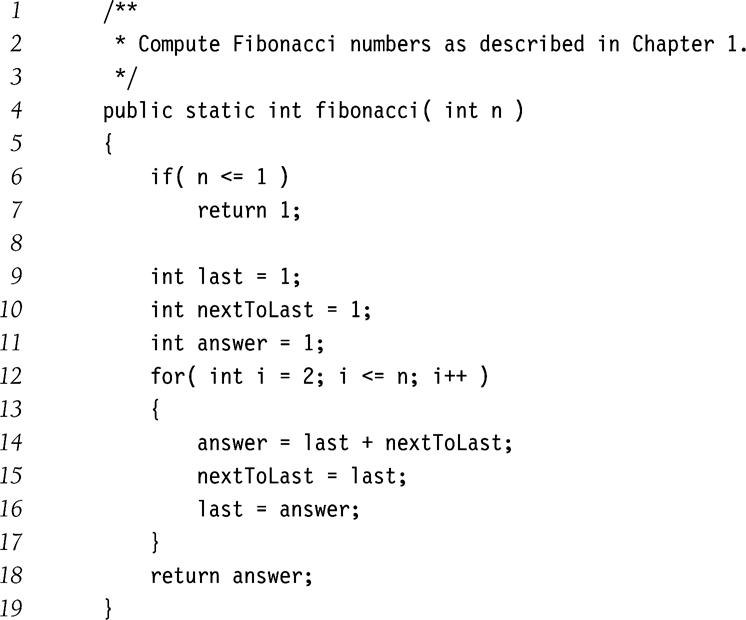 1 /**
2 * Compute Fibonacci numbers as described in Chapter 1.
3 */
4 public static int fibonacci( int n )
5 {
6 if( n <= 1 )
7 return 1;
8
9 int last = 1;
10 int nextToLast = 1;
11 int answer = 1;
12 for( int i = 2; i <= n; i++ )
13 {
14 answer = last + nextToLast;
15 nextToLast = last;
16 last = answer;
17 }
18 return answer;
19 }